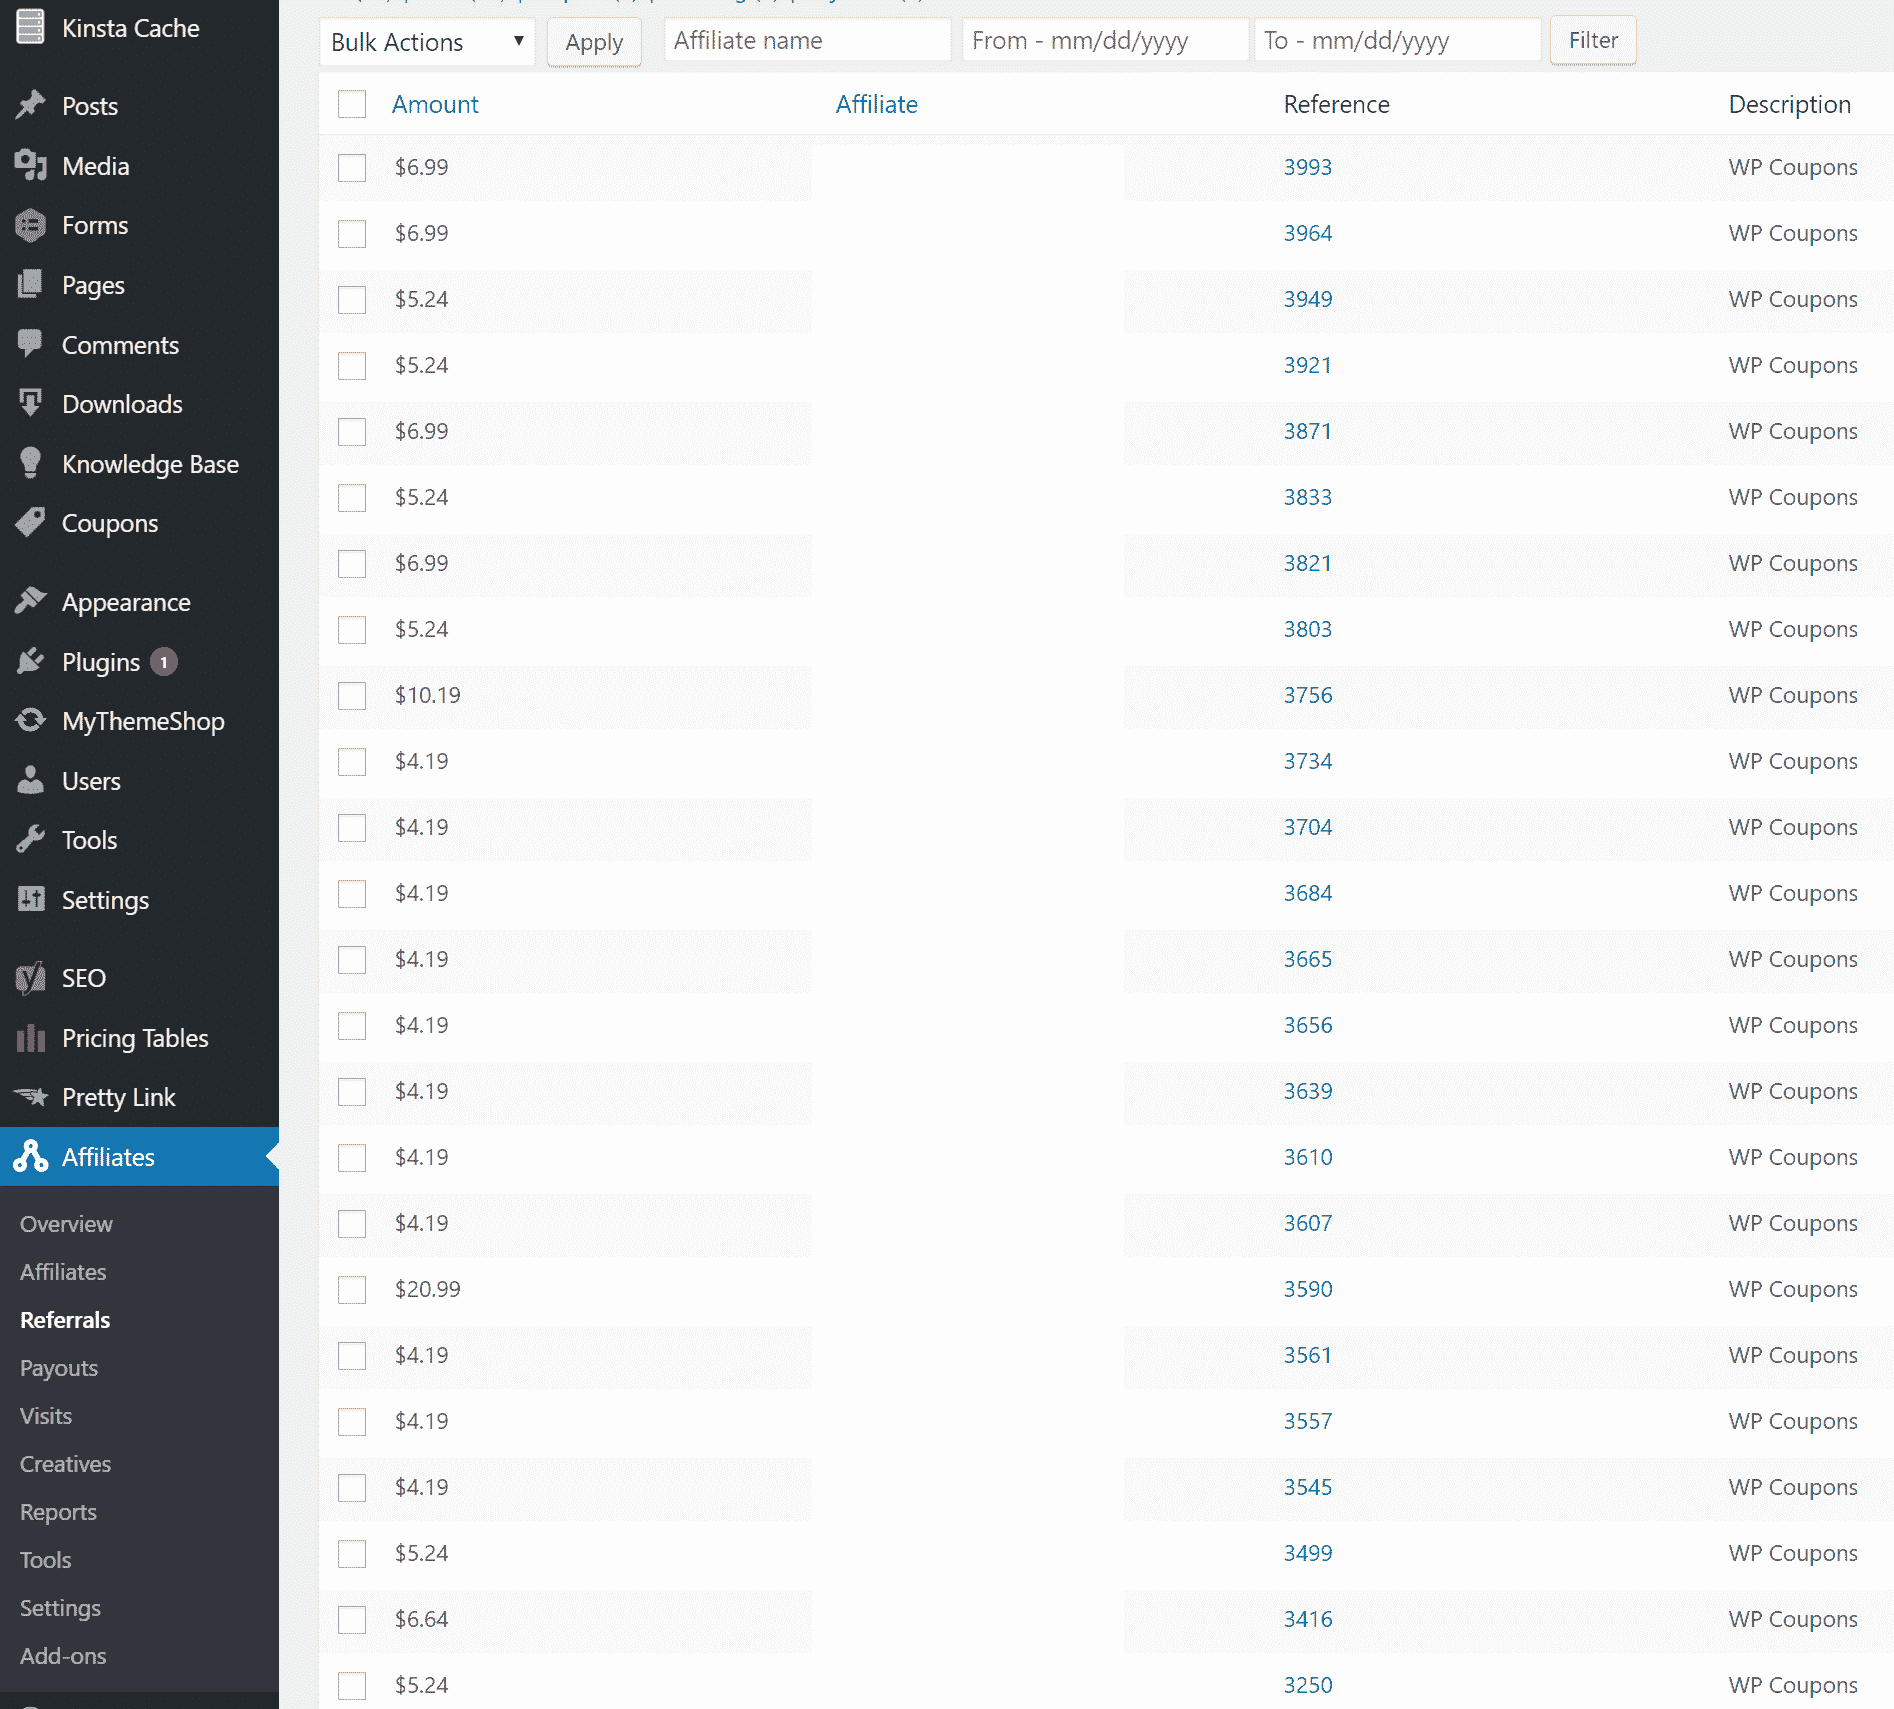 Kinsta Cache
Posts
Media
Forms
Pages
Comments
Downloads
Knowledge Base
Coupons
Appearance
Plugins 1
MyThemeShop
Users
Tools
Settings
SEO
Pricing Tables
Pretty Link
Affiliates
Overview
Affiliates
Referrals
Payouts
Visits
Creatives
Reports
Tools
Settings
Add-ons
Bulk Actions Apply Affiliate name From - mm/dd/yyyy To - mm/dd/yyyy Filter
Amount Affiliate Reference Description
$6.99 3993 WP Coupons
$6.99 3964 WP Coupons
$5.24 3949 WP Coupons
$5.24 3921 WP Coupons
$6.99 3871 WP Coupons
$5.24 3833 WP Coupons
$6.99 3821 WP Coupons
$5.24 3803 WP Coupons
$10.19 3756 WP Coupons
$4.19 3734 WP Coupons
$4.19 3704 WP Coupons
$4.19 3684 WP Coupons
$4.19 3665 WP Coupons
$4.19 3656 WP Coupons
$4.19 3639 WP Coupons
$4.19 3610 WP Coupons
$4.19 3607 WP Coupons
$20.99 3590 WP Coupons
$4.19 3561 WP Coupons
$4.19 3557 WP Coupons
$4.19 3545 WP Coupons
$5.24 3499 WP Coupons
$6.64 3416 WP Coupons
$5.24 3250 WP Coupons